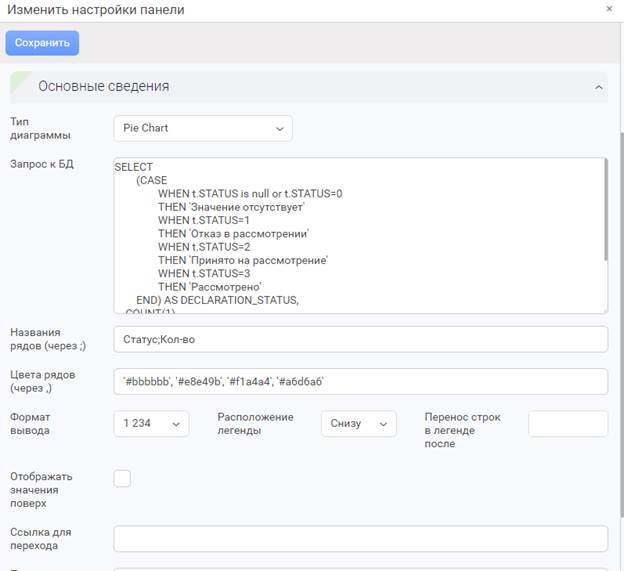 Изменить настройки панели
×
Сохранить
Основные сведения
Тип
диаграммы
Pie Chart
Запрос к БД
SELECT
(CASE
WHEN t.STATUS is null or t.STATUS=0
THEN 'Значение отсутствует'
WHEN t.STATUS=1
THEN 'Отказ в рассмотрении'
WHEN t.STATUS=2
THEN 'Принято на рассмотрение'
WHEN t.STATUS=3
THEN 'Рассмотрено'
END) AS DECLARATION_STATUS,
COUNT(1)
Названия
рядов (через ;)
Статус;Кол-во
Цвета рядов
(через ,)
'#bbbbbb', '#e8e49b', '#f1a4a4', '#a6d6a6'
Формат
вывода
1 234
Расположение
легенды
Снизу
Перенос строк
в легенде
после
Отображать
значения
поверх
Ссылка для
перехода